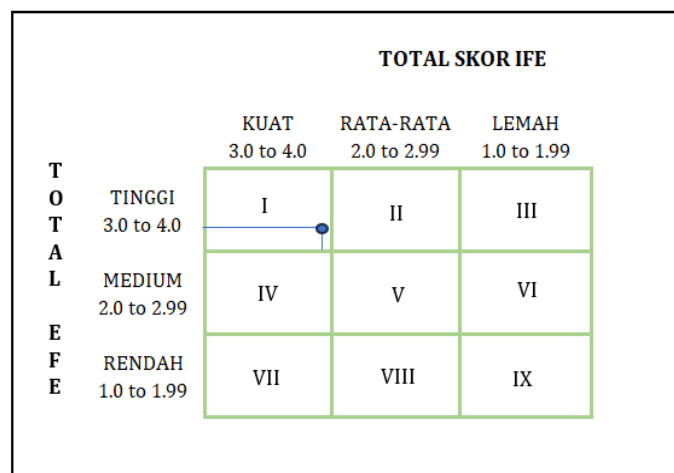 TOTAL SKOR IFE
KUAT RATA-RATA LEMAH
3.0 to 4.0 2.0 to 2.99 1.0 to 1.99
TOTAL EFE
TINGGI
3.0 to 4.0
I II III
MEDIUM
2.0 to 2.99
IV V VI
RENDAH
1.0 to 1.99
VII VIII IX